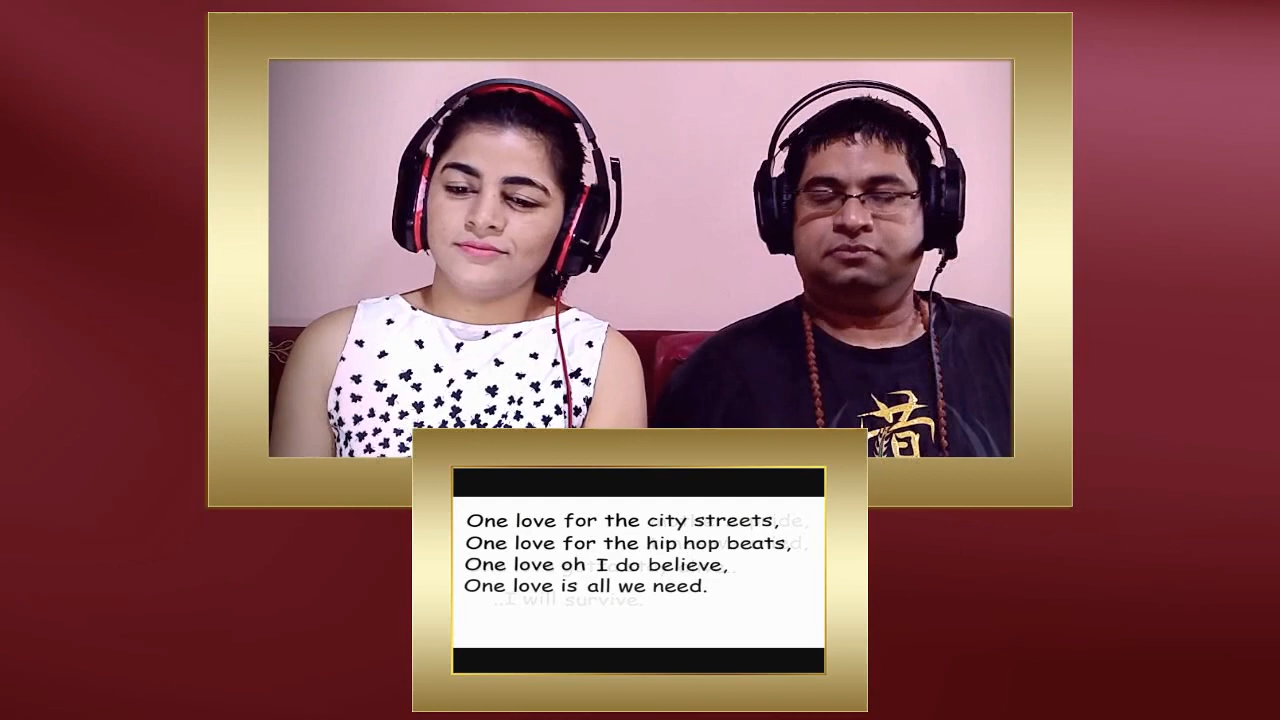 One love for the city streets,
One love for the hip hop beats,
One love oh I do believe,
One love is all we need.
..I will survive.